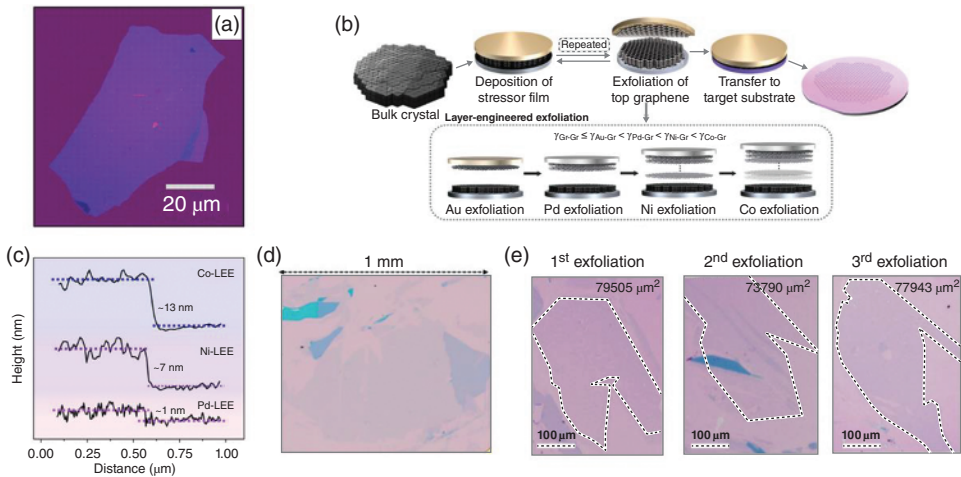 (a)
20 μm
(b)
Bulk crystal
Deposition of
stressor film
Repeated
Exfoliation of
top graphene
Transfer to
target substrate
Layer-engineered exfoliation
γGr-Gr ≤ γAu-Gr < γPd-Gr < γNi-Gr < γCo-Gr
Au exfoliation
Pd exfoliation
Ni exfoliation
Co exfoliation
(c)
Height (nm)
Co-LEE
~13 nm
Ni-LEE
~7 nm
Pd-LEE
~1 nm
0.00 0.25 0.50 0.75 1.00
Distance (μm)
(d)
1 mm
(e)
1st exfoliation
79505 μm²
100 μm
2nd exfoliation
73790 μm²
100 μm
3rd exfoliation
77943 μm²
100 μm